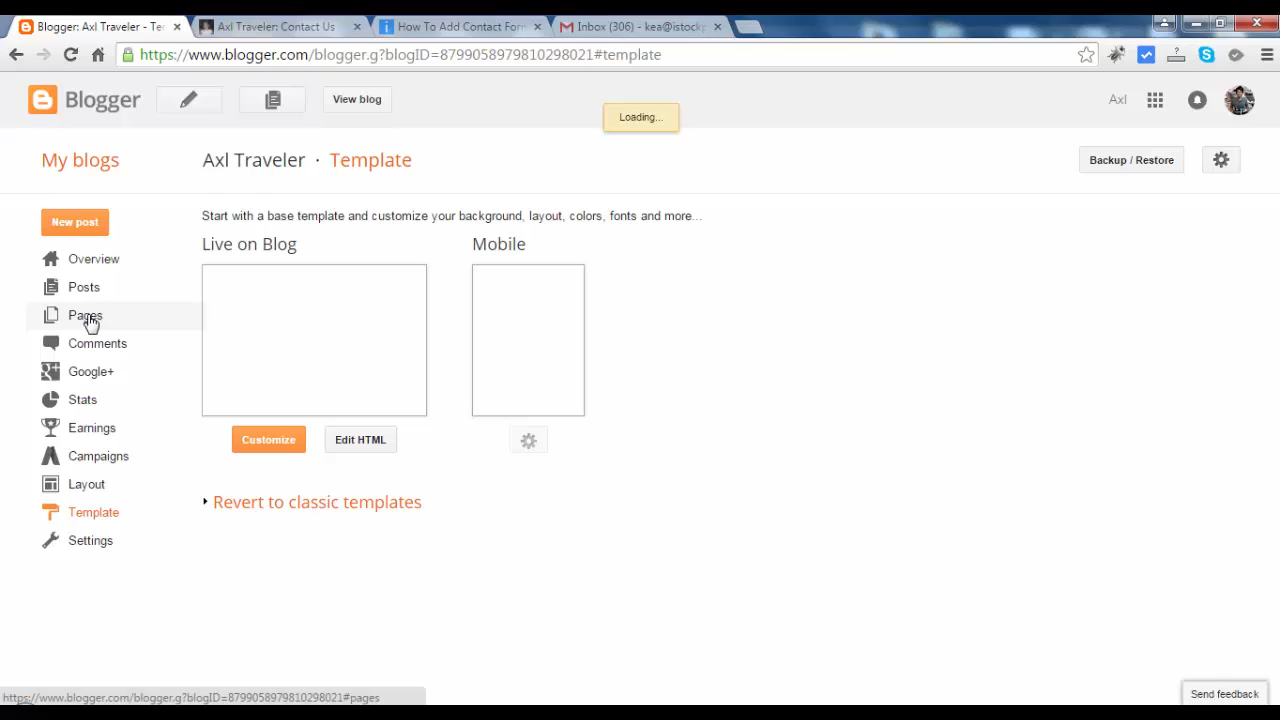 Blogger: Axl Traveler - Te
Axl Traveler: Contact Us
How To Add Contact Form
Inbox (306) - kea@istockp
https://www.blogger.com/blogger.g?blogID=8799058979810298021#template
Blogger
View blog
Loading...
Axl
My blogs
Axl Traveler · Template
Backup / Restore
New post
Start with a base template and customize your background, layout, colors, fonts and more...
Overview
Live on Blog
Mobile
Posts
Pages
Comments
Google+
Stats
Earnings
Customize
Edit HTML
Campaigns
Layout
Revert to classic templates
Template
Settings
https://www.blogger.com/blogger.g?blogID=8799058979810298021#pages
Send feedback